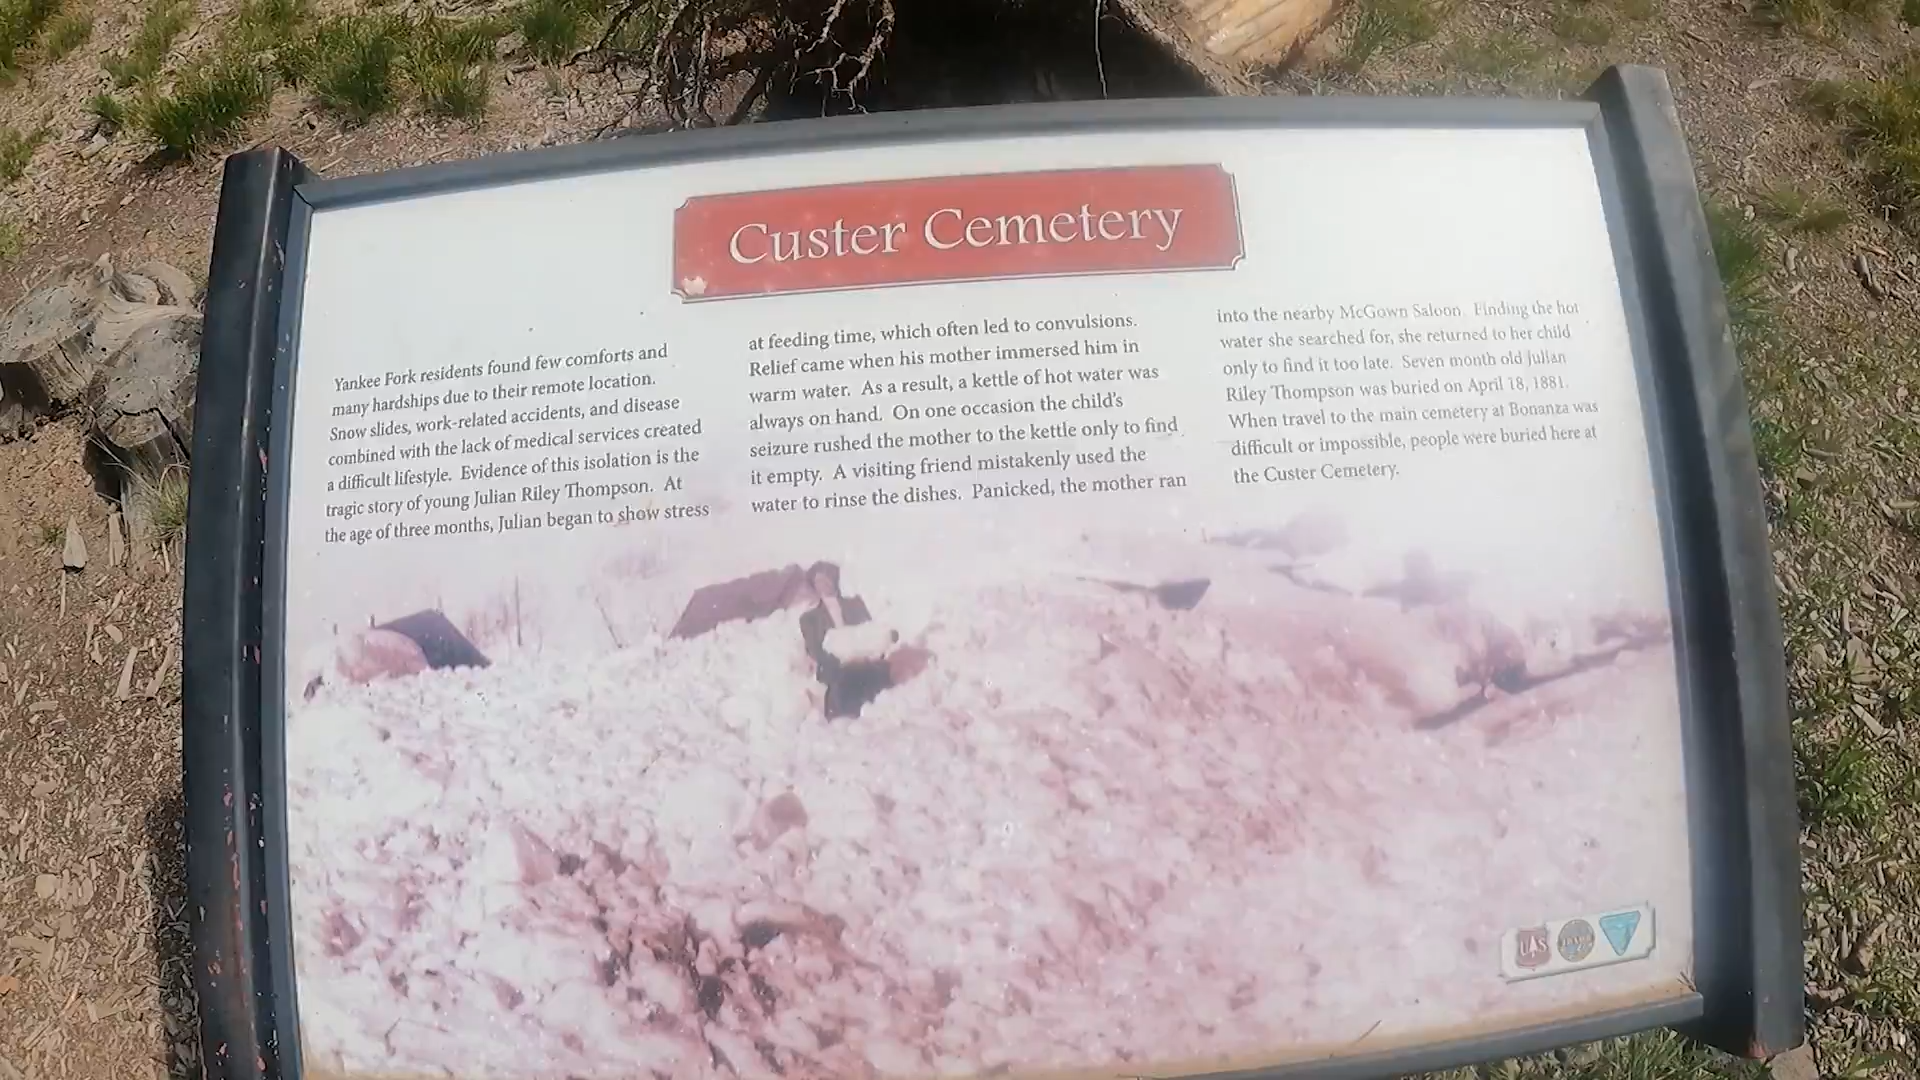 Custer Cemetery
Yankee Fork residents found few comforts and
many hardships due to their remote location.
Snow slides, work-related accidents, and disease
combined with the lack of medical services created
a difficult lifestyle. Evidence of this isolation is the
tragic story of young Julian Riley Thompson. At
the age of three months, Julian began to show stress
at feeding time, which often led to convulsions.
Relief came when his mother immersed him in
warm water. As a result, a kettle of hot water was
always on hand. On one occasion the child's
seizure rushed the mother to the kettle only to find
it empty. A visiting friend mistakenly used the
water to rinse the dishes. Panicked, the mother ran
into the nearby McGown Saloon. Finding the hot
water she searched for, she returned to her child
only to find it too late. Seven month old Julian
Riley Thompson was buried on April 18, 1881.
When travel to the main cemetery at Bonanza was
difficult or impossible, people were buried here at
the Custer Cemetery.
UAS